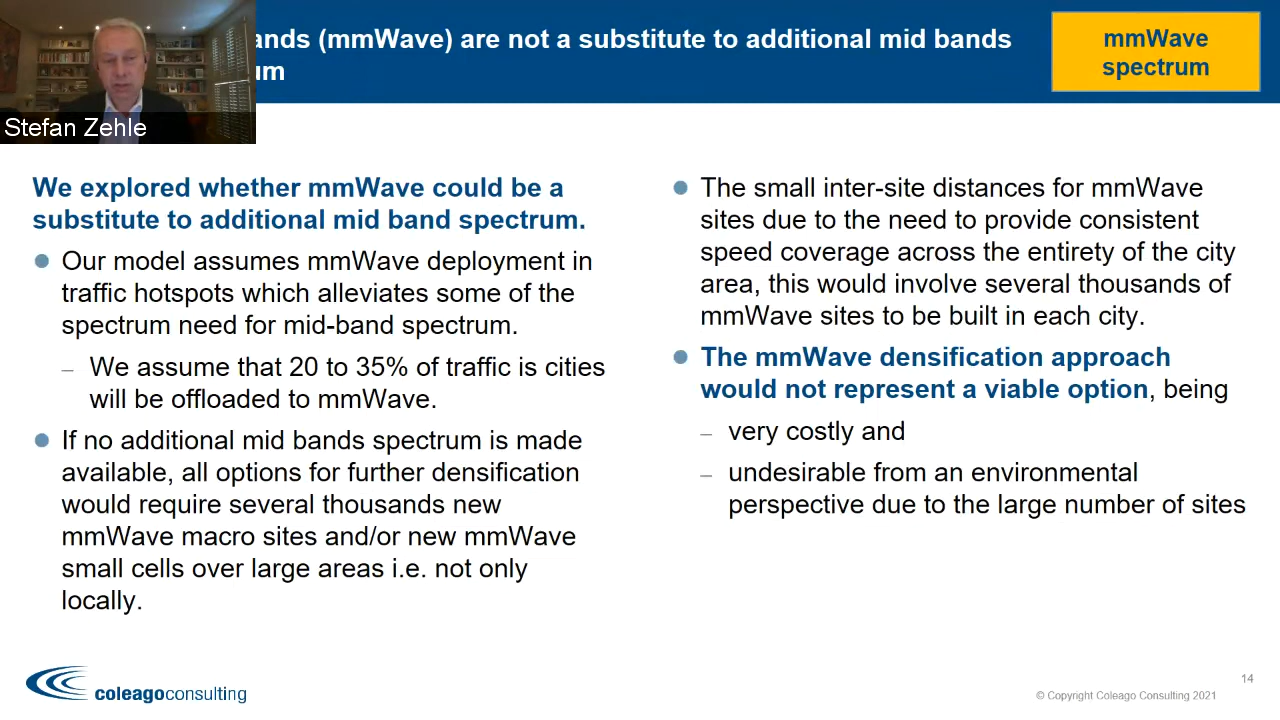 ands (mmWave) are not a substitute to additional mid bands
um
mmWave
spectrum
Stefan Zehle
We explored whether mmWave could be a
substitute to additional mid band spectrum.
Our model assumes mmWave deployment in
traffic hotspots which alleviates some of the
spectrum need for mid-band spectrum.
– We assume that 20 to 35% of traffic is cities
will be offloaded to mmWave.
If no additional mid bands spectrum is made
available, all options for further densification
would require several thousands new
mmWave macro sites and/or new mmWave
small cells over large areas i.e. not only
locally.
The small inter-site distances for mmWave
sites due to the need to provide consistent
speed coverage across the entirety of the city
area, this would involve several thousands of
mmWave sites to be built in each city.
The mmWave densification approach
would not represent a viable option, being
– very costly and
– undesirable from an environmental
perspective due to the large number of sites
coleagoconsulting
14
© Copyright Coleago Consulting 2021